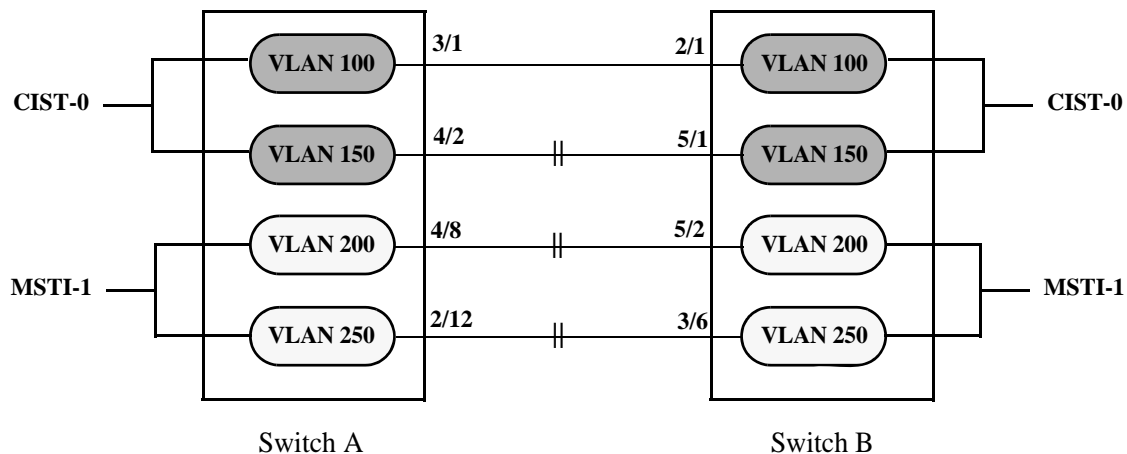 3/1 2/1
VLAN 100 VLAN 100
CIST-0 CIST-0
4/2 5/1
VLAN 150 VLAN 150
4/8 5/2
VLAN 200 VLAN 200
MSTI-1 MSTI-1
2/12 3/6
VLAN 250 VLAN 250
Switch A Switch B